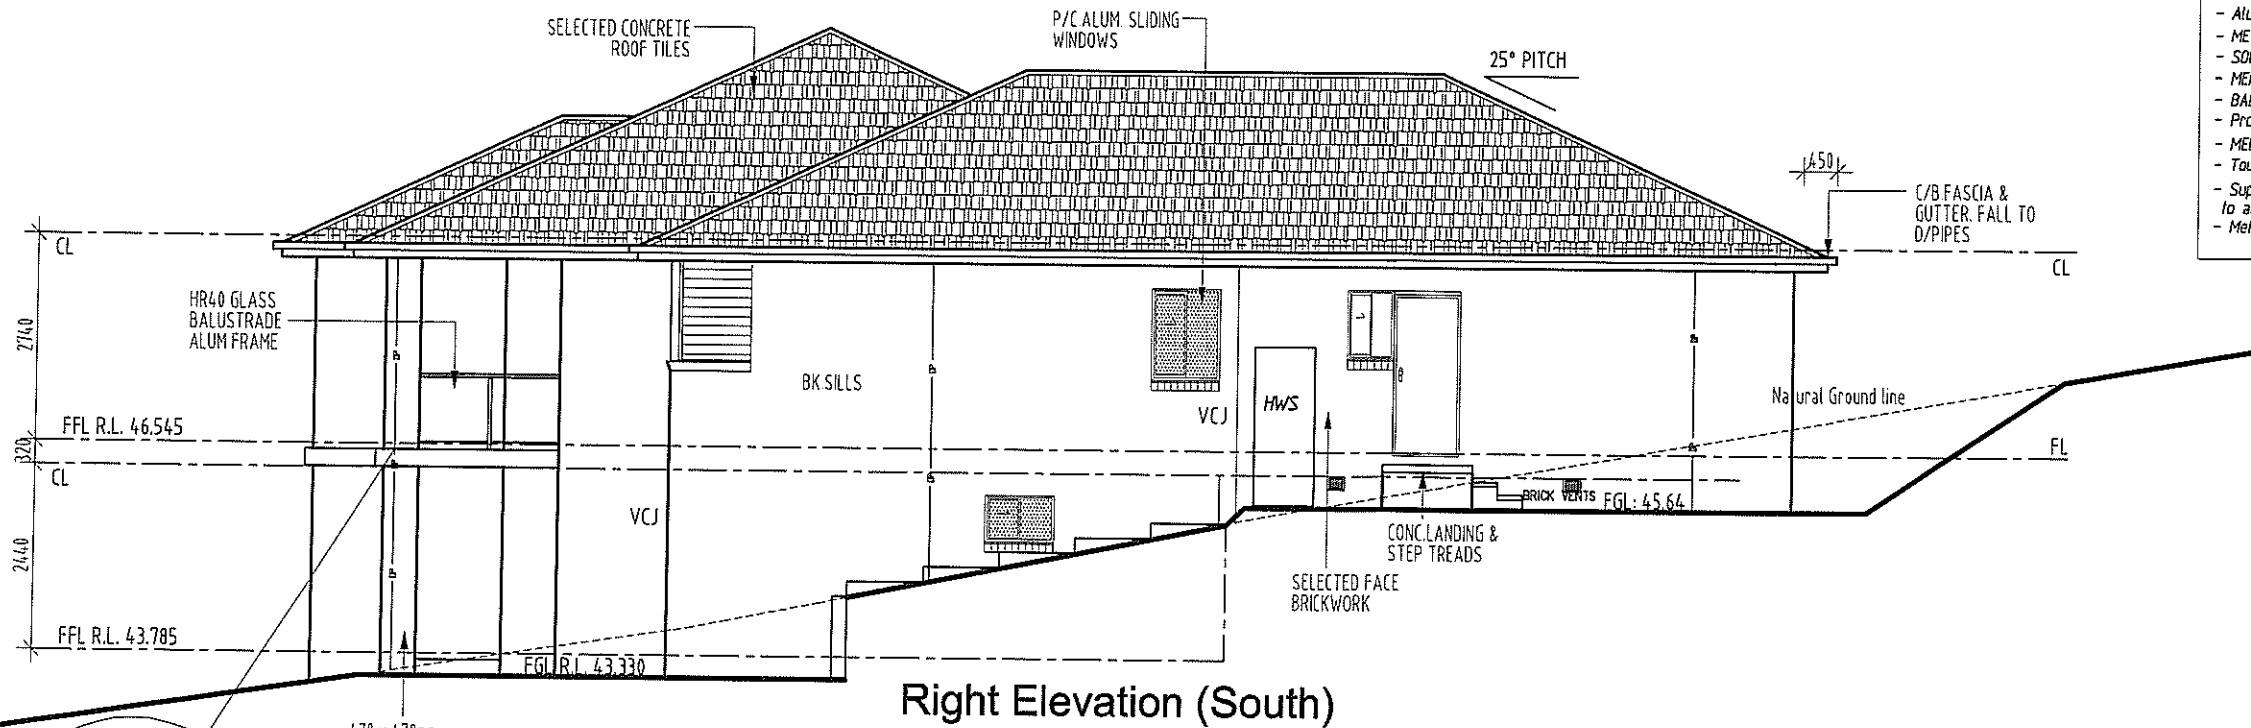 SELECTED CONCRETE
ROOF TILES
P/C ALUM. SLIDING
WINDOWS
25° PITCH
450
C/B.FASCIA &
GUTTER. FALL TO
D/PIPES
- ME
- Pro
CL
CL
2740
HR40 GLASS
BALUSTRADE
ALUM FRAME
BK.SILLS
VCJ
HWS
Natural Ground line
FFL R.L. 46.545
320
FL
CL
BRICK VENTS
FGL: 45.64
VCJ
CONC.LANDING &
STEP TREADS
2440
SELECTED FACE
BRICKWORK
FFL R.L. 43.785
FGL R.L. 43.330
Right Elevation (South)